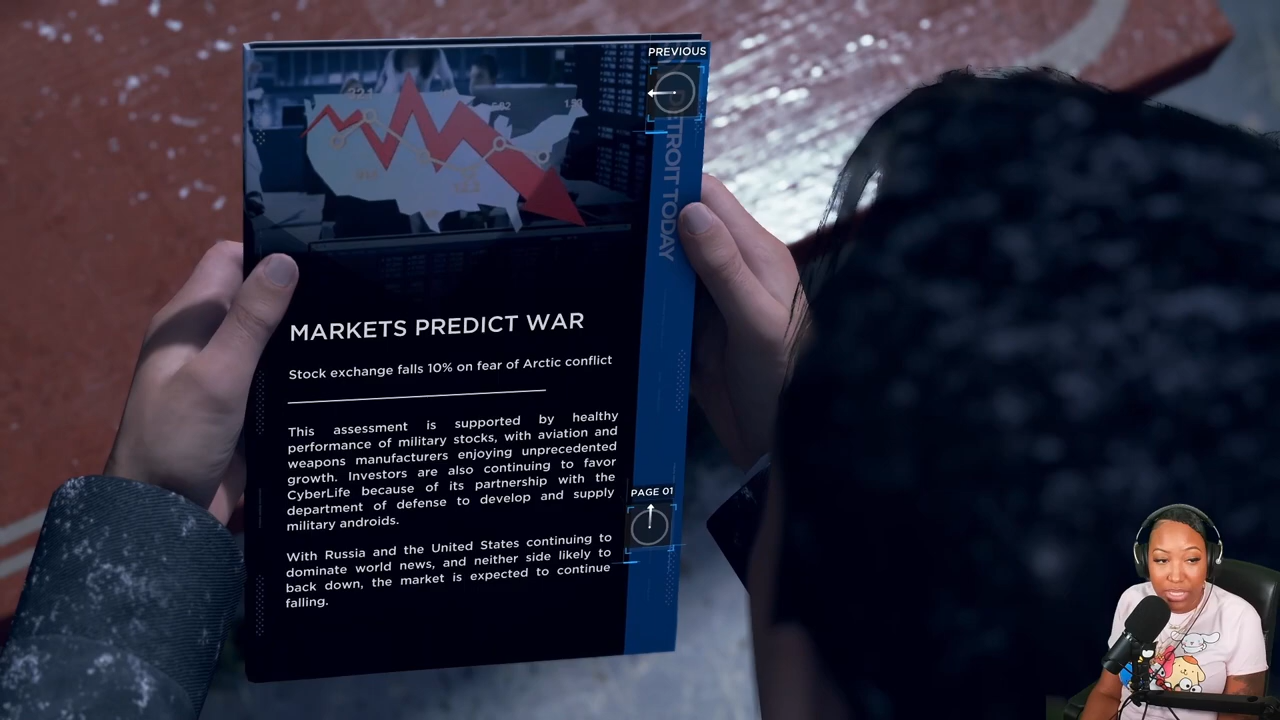 PREVIOUS
DETROIT TODAY
MARKETS PREDICT WAR
Stock exchange falls 10% on fear of Arctic conflict
This assessment is supported by healthy
performance of military stocks, with aviation and
weapons manufacturers enjoying unprecedented
growth. Investors are also continuing to favor
CyberLife because of its partnership with the
department of defense to develop and supply
military androids.
PAGE 01
With Russia and the United States continuing to
dominate world news, and neither side likely to
back down, the market is expected to continue
falling.